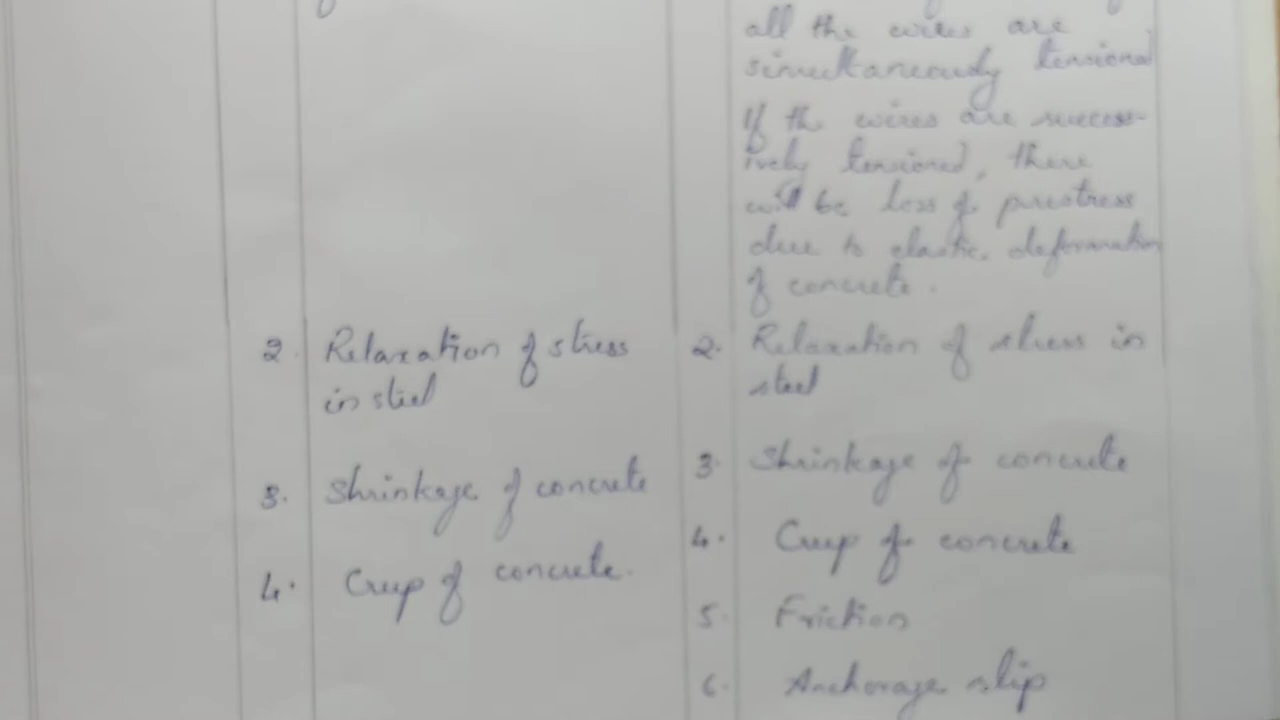 2. Relaxation of stress
in steel
3. Shrinkage of concrete
4. Creep of concrete.
all the wires are
simultaneously tensioned
If the wires are success-
ively tensioned, there
will be loss of prestress
due to elastic deformation
of concrete.
2. Relaxation of stress in
steel
3. Shrinkage of concrete
4. Creep of concrete
5. Friction
6. Anchorage slip